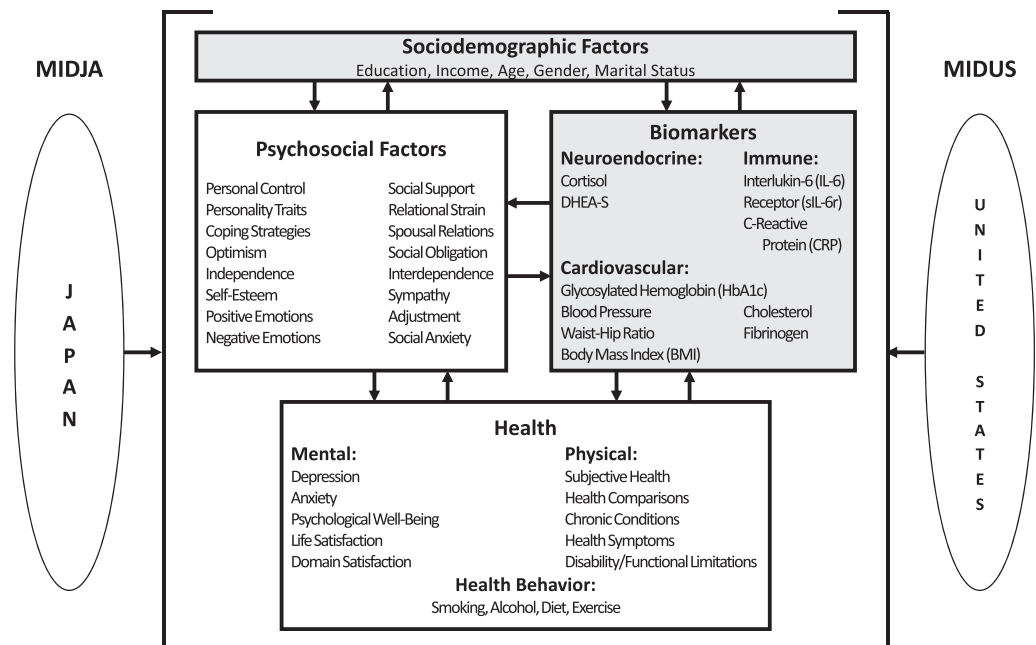 MIDJA
JAPAN
Sociodemographic Factors
Education, Income, Age, Gender, Marital Status
Psychosocial Factors
Personal Control
Personality Traits
Coping Strategies
Optimism
Independence
Self-Esteem
Positive Emotions
Negative Emotions
Social Support
Relational Strain
Spousal Relations
Social Obligation
Interdependence
Sympathy
Adjustment
Social Anxiety
Biomarkers
Neuroendocrine:
Cortisol
DHEA-S
Immune:
Interlukin-6 (IL-6)
Receptor (sIL-6r)
C-Reactive
Protein (CRP)
Cardiovascular:
Glycosylated Hemoglobin (HbA1c)
Blood Pressure
Waist-Hip Ratio
Body Mass Index (BMI)
Cholesterol
Fibrinogen
Health
Mental:
Depression
Anxiety
Psychological Well-Being
Life Satisfaction
Domain Satisfaction
Physical:
Subjective Health
Health Comparisons
Chronic Conditions
Health Symptoms
Disability/Functional Limitations
Health Behavior:
Smoking, Alcohol, Diet, Exercise
MIDUS
UNITED STATES